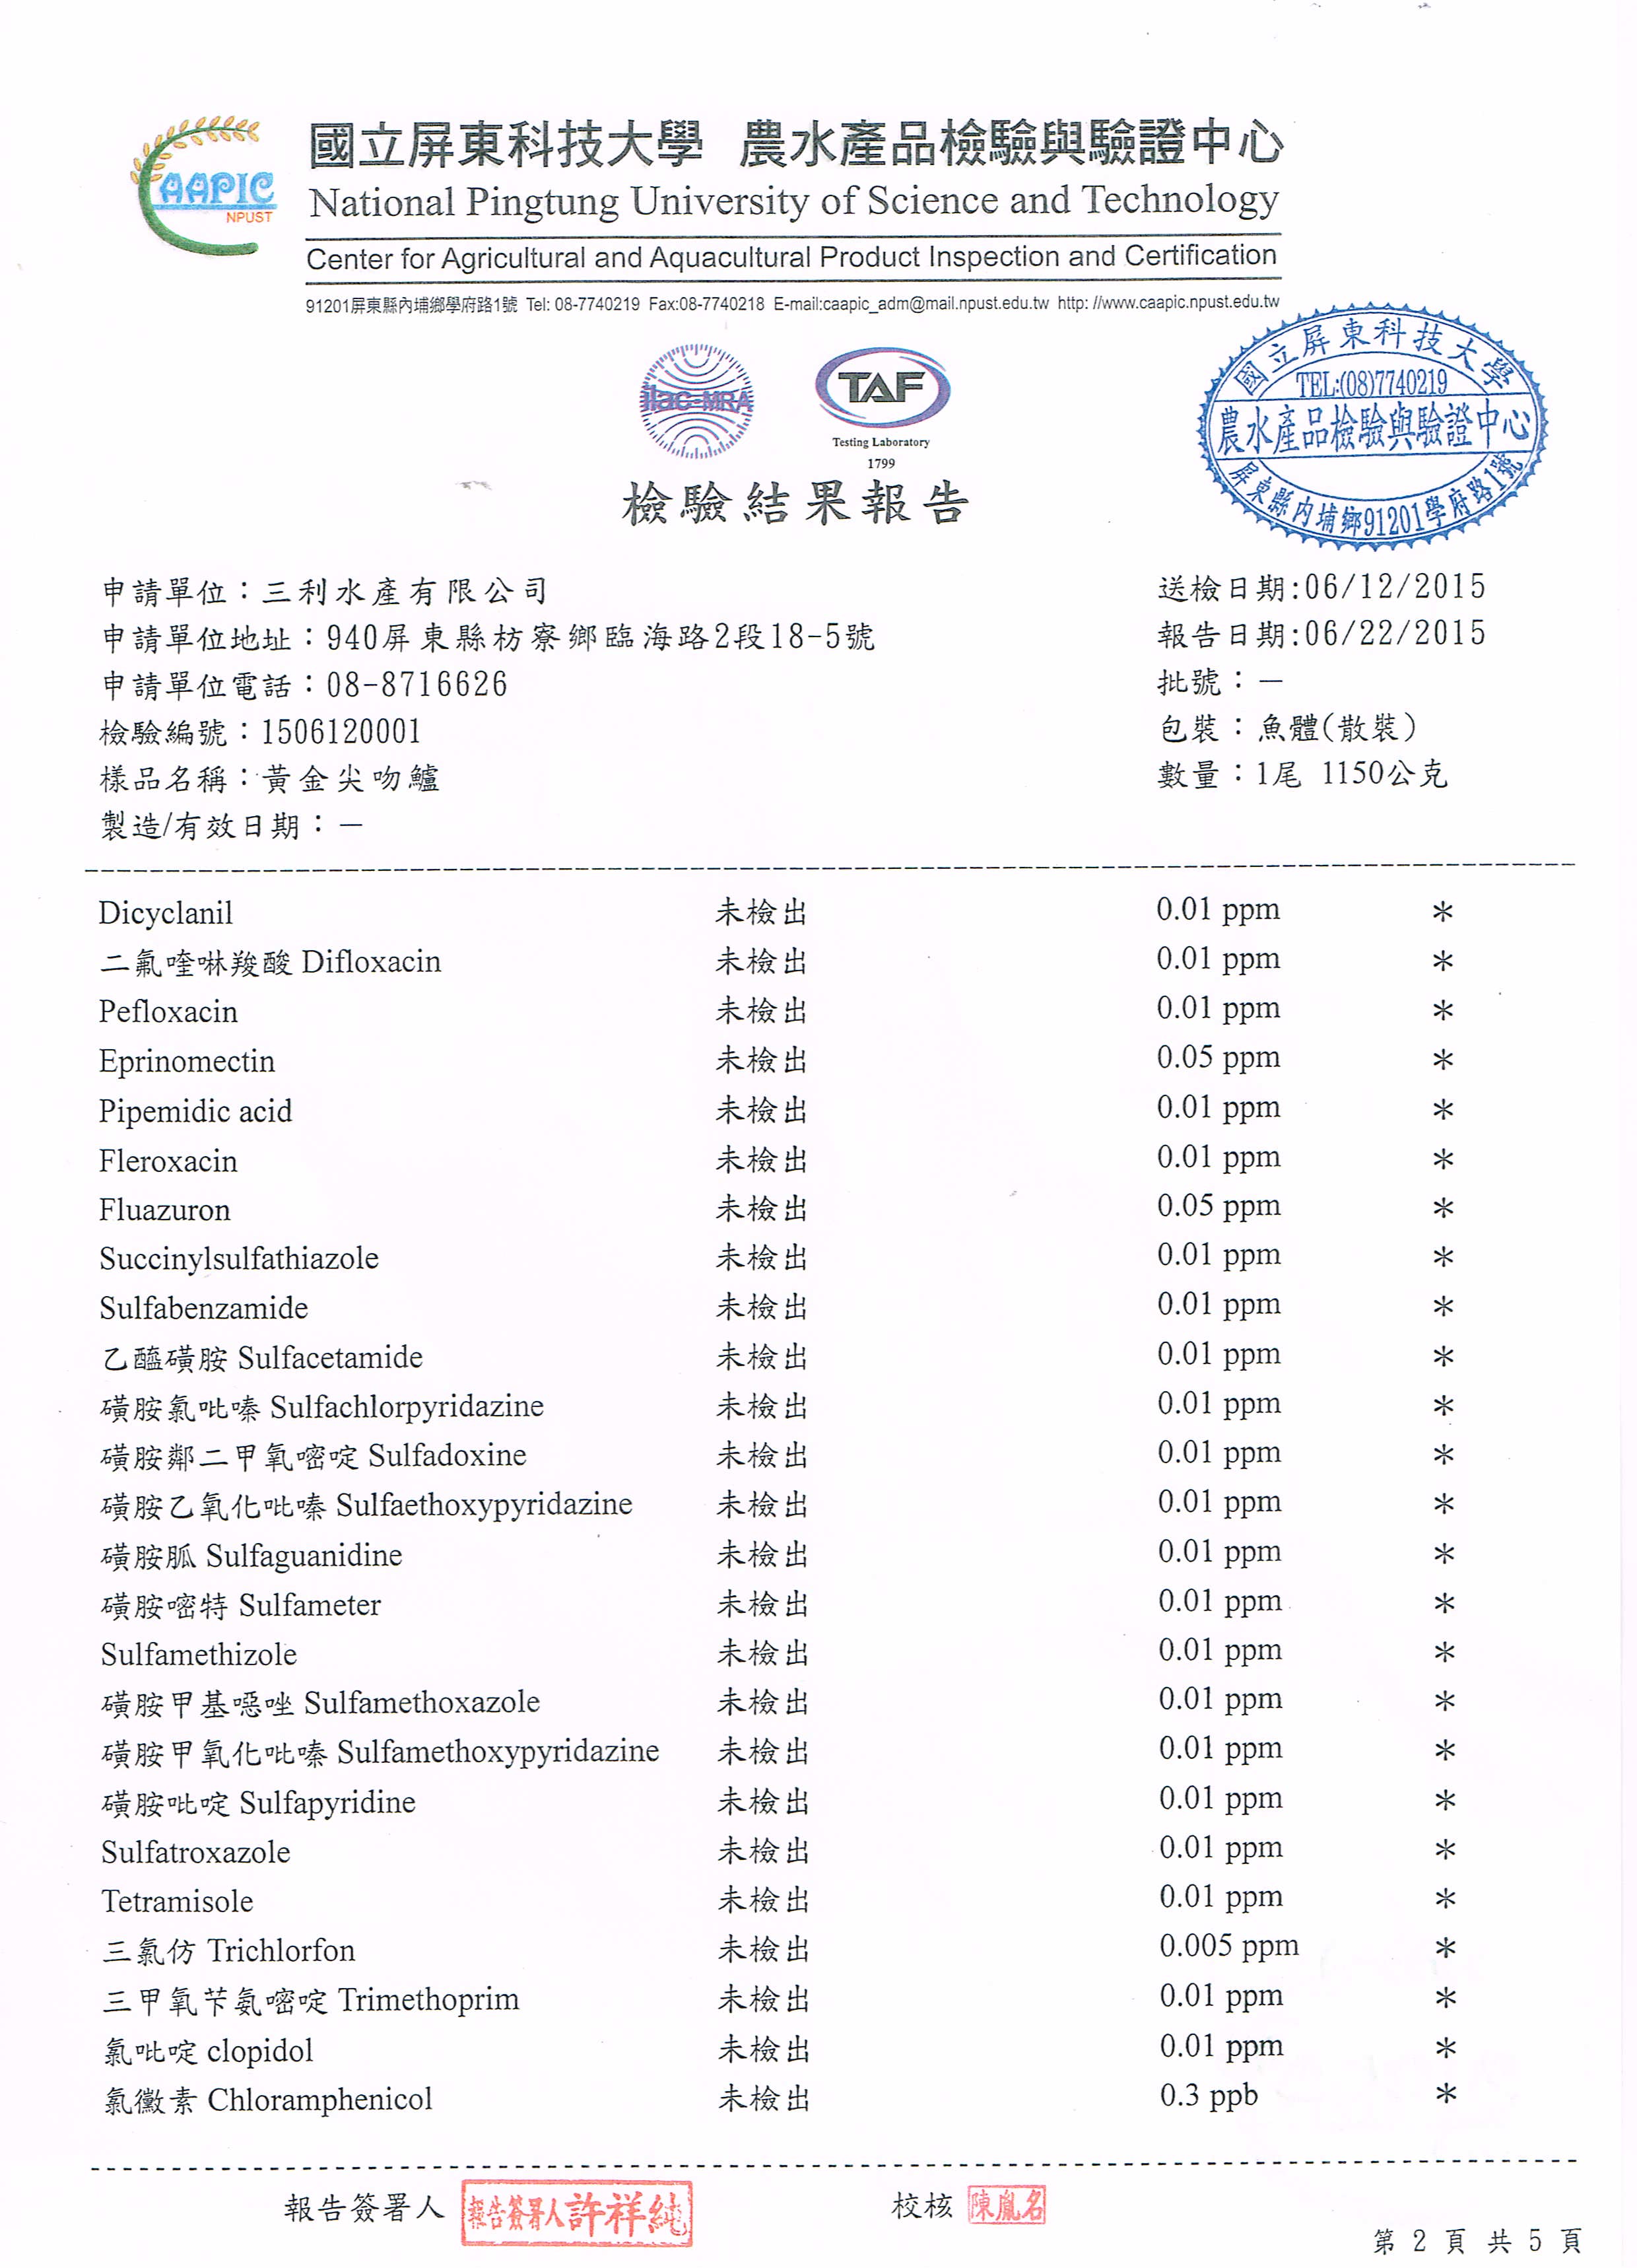 AAPIC
NPUST
國立屏東科技大學 農水產品檢驗與驗證中心
National Pingtung University of Science and Technology
Center for Agricultural and Aquacultural Product Inspection and Certification
91201屏東縣內埔鄉學府路1號 Tel: 08-7740219 Fax:08-7740218 E-mail:caapic_adm@mail.npust.edu.tw http: //www.caapic.npust.edu.tw
ilac-MRA
TAF
Testing Laboratory
1799
國立屏東科技大學
TEL:(08)7740219
農水產品檢驗與驗證中心
屏東縣內埔鄉91201學府路1號
檢驗結果報告
申請單位：三利水產有限公司 送檢日期:06/12/2015
申請單位地址：940屏東縣枋寮鄉臨海路2段18-5號 報告日期:06/22/2015
申請單位電話：08-8716626 批號：－
檢驗編號：1506120001 包裝：魚體(散裝)
樣品名稱：黃金尖吻鱸 數量：1尾 1150公克
製造/有效日期：－
Dicyclanil 未檢出 0.01 ppm *
二氟喹啉羧酸 Difloxacin 未檢出 0.01 ppm *
Pefloxacin 未檢出 0.01 ppm *
Eprinomectin 未檢出 0.05 ppm *
Pipemidic acid 未檢出 0.01 ppm *
Fleroxacin 未檢出 0.01 ppm *
Fluazuron 未檢出 0.05 ppm *
Succinylsulfathiazole 未檢出 0.01 ppm *
Sulfabenzamide 未檢出 0.01 ppm *
乙醯磺胺 Sulfacetamide 未檢出 0.01 ppm *
磺胺氯吡嗪 Sulfachlorpyridazine 未檢出 0.01 ppm *
磺胺鄰二甲氧嘧啶 Sulfadoxine 未檢出 0.01 ppm *
磺胺乙氧化吡嗪 Sulfaethoxypyridazine 未檢出 0.01 ppm *
磺胺胍 Sulfaguanidine 未檢出 0.01 ppm *
磺胺嘧特 Sulfameter 未檢出 0.01 ppm *
Sulfamethizole 未檢出 0.01 ppm *
磺胺甲基噁唑 Sulfamethoxazole 未檢出 0.01 ppm *
磺胺甲氧化吡嗪 Sulfamethoxypyridazine 未檢出 0.01 ppm *
磺胺吡啶 Sulfapyridine 未檢出 0.01 ppm *
Sulfatroxazole 未檢出 0.01 ppm *
Tetramisole 未檢出 0.01 ppm *
三氯仿 Trichlorfon 未檢出 0.005 ppm *
三甲氧苄氨嘧啶 Trimethoprim 未檢出 0.01 ppm *
氯吡啶 clopidol 未檢出 0.01 ppm *
氯黴素 Chloramphenicol 未檢出 0.3 ppb *
報告簽署人 報告簽署人許祥純 校核 陳胤名
第 2 頁 共 5 頁